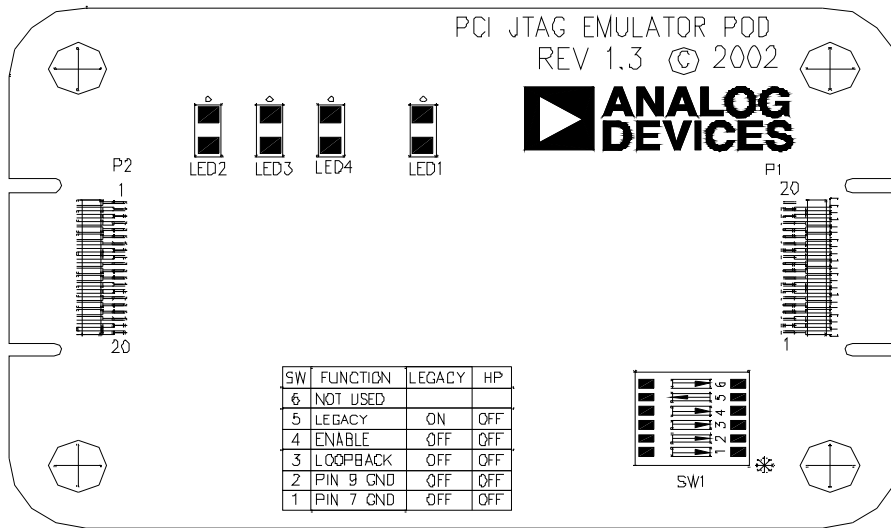 PCI JTAG EMULATOR POD
REV 1.3 © 2002
ANALOG
DEVICES
LED2 LED3 LED4 LED1
P2
1
20
P1
20
1
SW FUNCTION LEGACY HP
6 NOT USED
5 LEGACY ON OFF
4 ENABLE OFF OFF
3 LOOPBACK OFF OFF
2 PIN 9 GND OFF OFF
1 PIN 7 GND OFF OFF
6
5
4
3
2
1
SW1